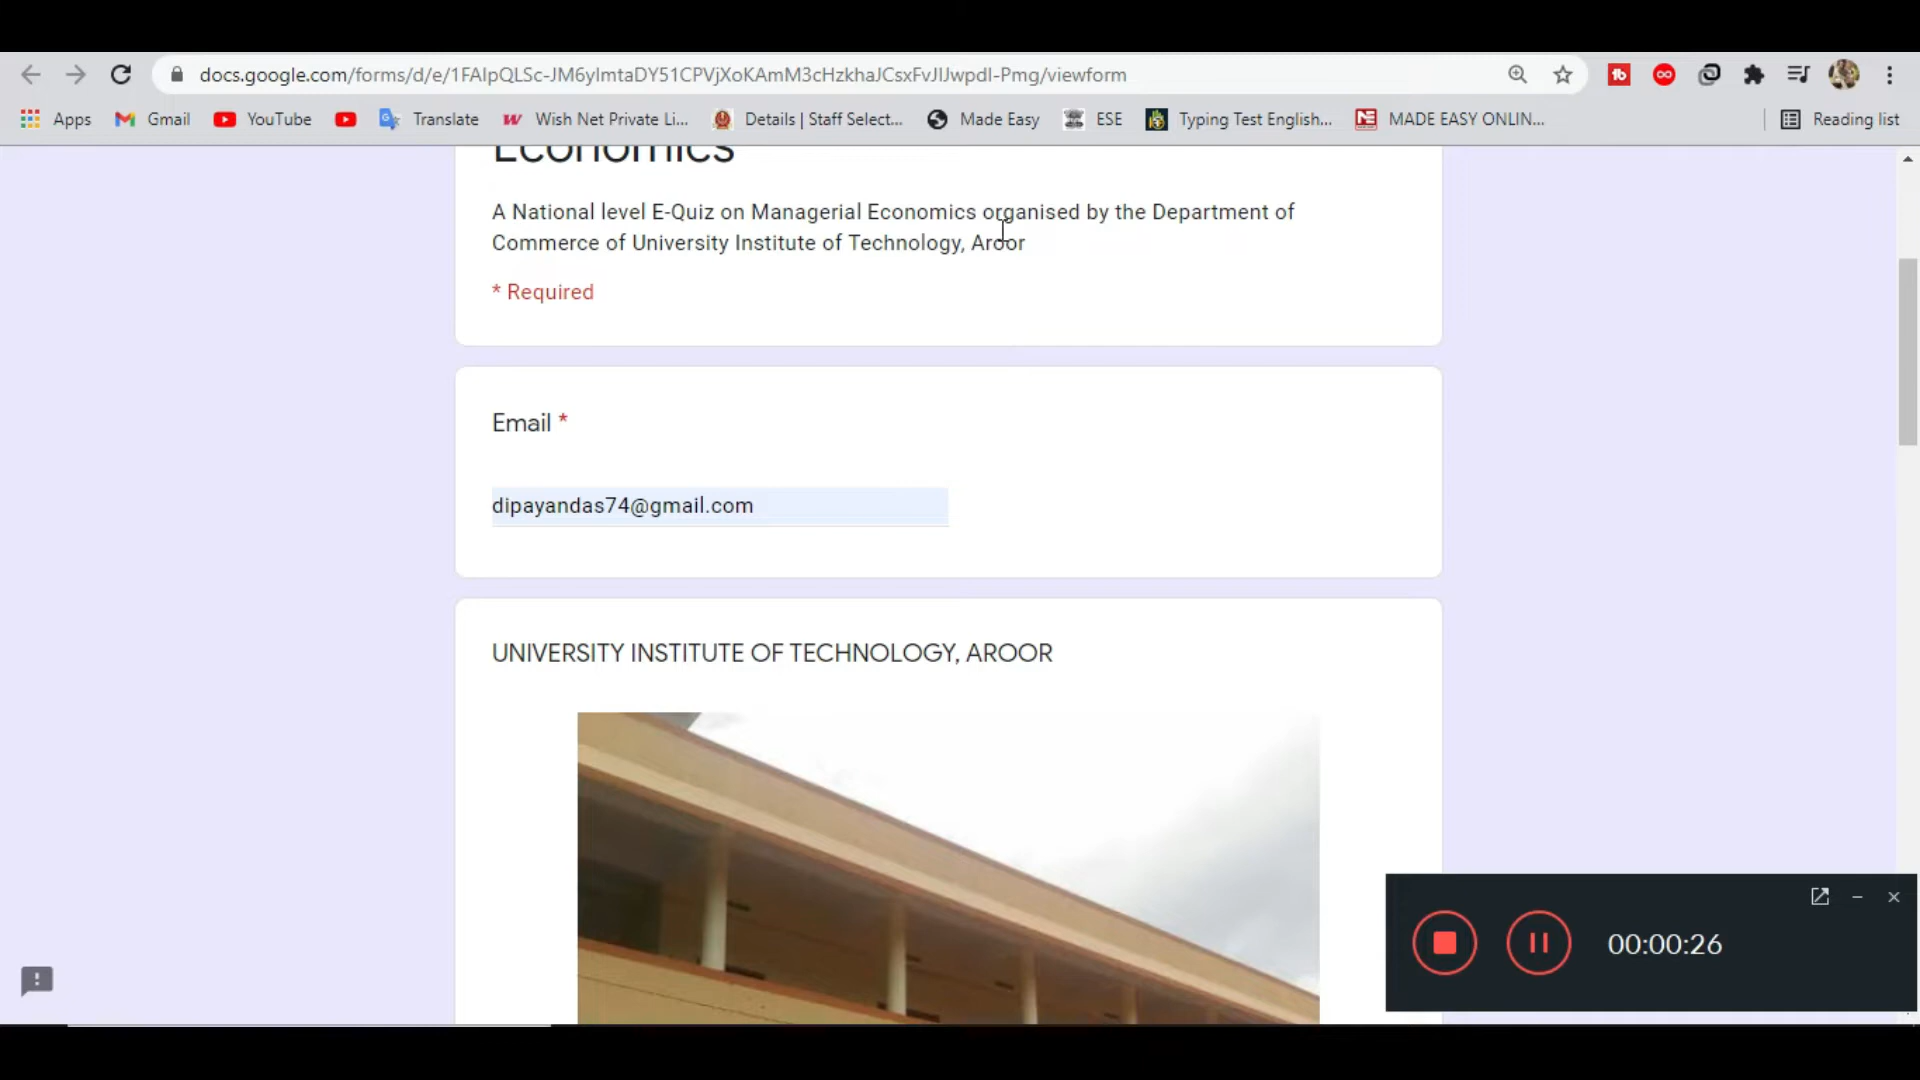 docs.google.com/forms/d/e/1FAIpQLSc-JM6yImtaDY51CPVjXoKAmM3cHzkhaJCsxFvJIJwpdI-Pmg/viewform
Apps Gmail YouTube Translate Wish Net Private Li... Details | Staff Select... Made Easy ESE Typing Test English... MADE EASY ONLIN... Reading list
Economics
A National level E-Quiz on Managerial Economics organised by the Department of
Commerce of University Institute of Technology, Aroor
* Required
Email *
dipayandas74@gmail.com
UNIVERSITY INSTITUTE OF TECHNOLOGY, AROOR
00:00:26